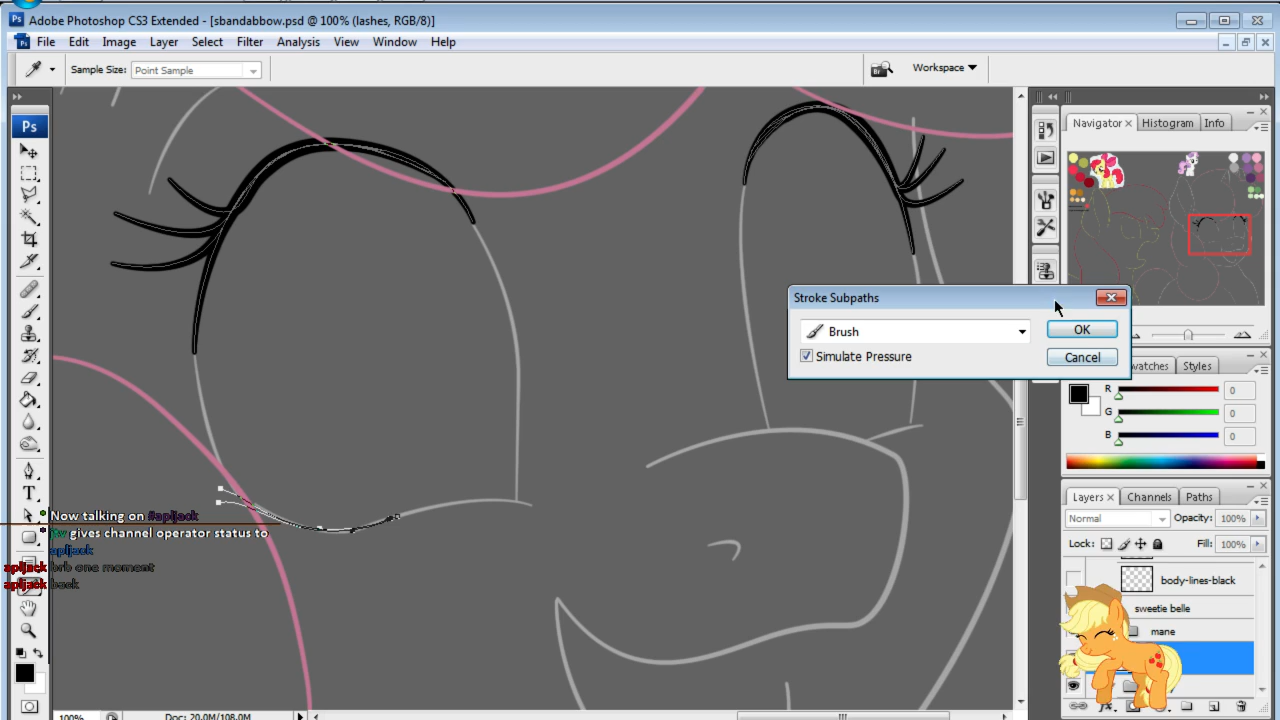 Adobe Photoshop CS3 Extended - [sbandabbow.psd @ 100% (lashes, RGB/8)]
File Edit Image Layer Select Filter Analysis View Window Help
Sample Size: Point Sample
Br
Workspace
Ps
Navigator Histogram Info
Stroke Subpaths
Brush
OK
Simulate Pressure
Cancel
watches Styles
R 0
G 0
B 0
Layers Channels Paths
Normal Opacity: 100%
Lock: Fill: 100%
body-lines-black
sweetie belle
mane
Now talking on #apljack
gives channel operator status to
apljack
apljack brb one moment
apljack back
100% Doc: 20.0M/108.0M